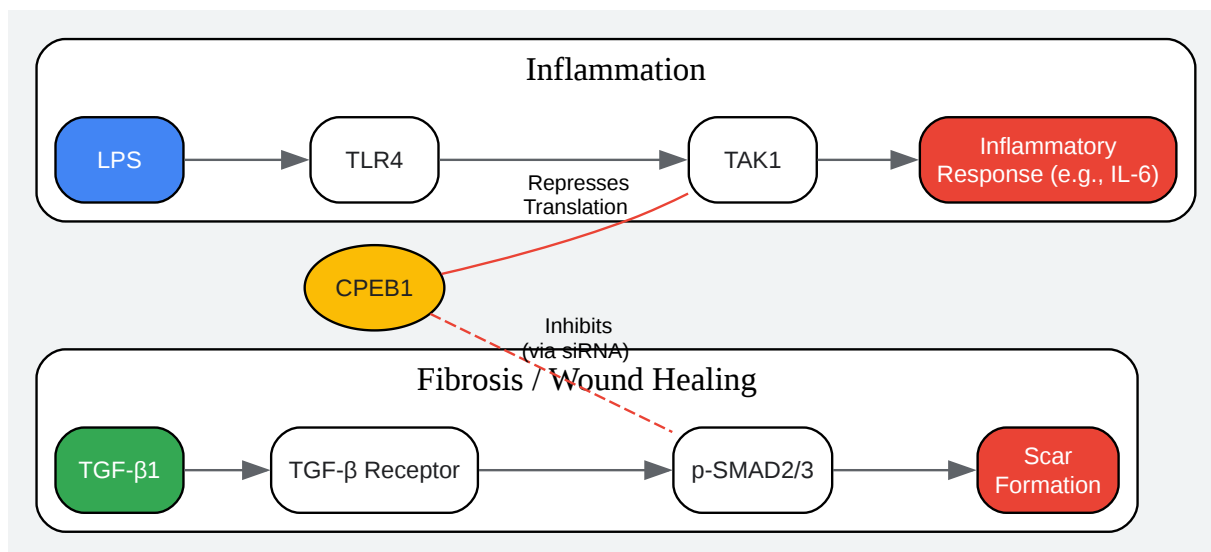 Inflammation
LPS
TLR4
TAK1
Inflammatory
Response (e.g., IL-6)
Represses
Translation
CPEB1
Inhibits
(via siRNA)
Fibrosis / Wound Healing
TGF-β1
TGF-β Receptor
p-SMAD2/3
Scar
Formation